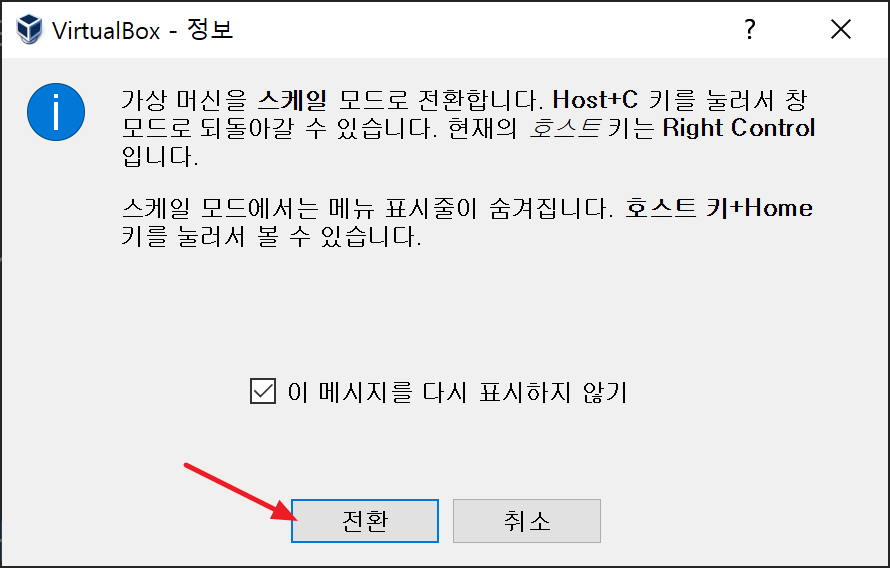 VirtualBox - 정보
?
가상 머신을 스케일 모드로 전환합니다. Host+C 키를 눌러서 창
모드로 되돌아갈 수 있습니다. 현재의 호스트 키는 Right Control
입니다.
스케일 모드에서는 메뉴 표시줄이 숨겨집니다. 호스트 키+Home
키를 눌러서 볼 수 있습니다.
이 메시지를 다시 표시하지 않기
전환
취소